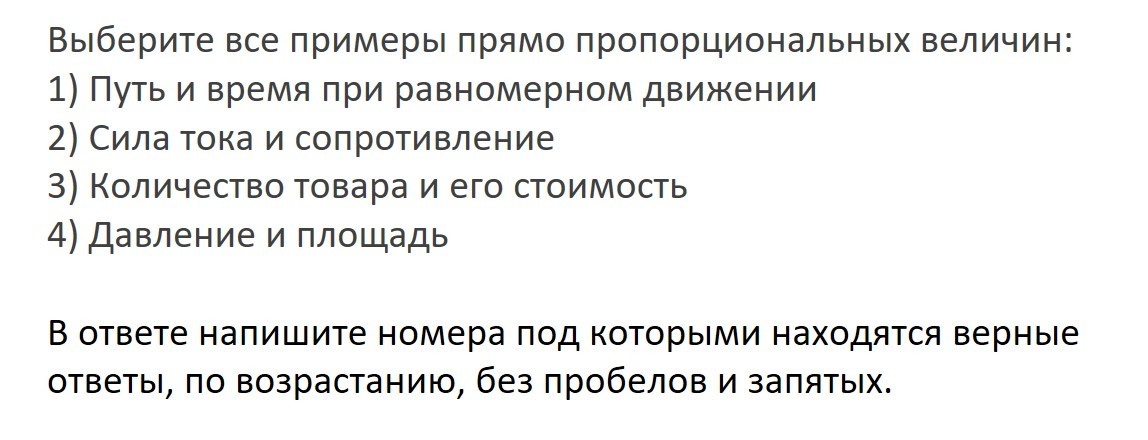 Выберите все примеры прямо пропорциональных величин:
1) Путь и время при равномерном движении
2) Сила тока и сопротивление
3) Количество товара и его стоимость
4) Давление и площадь
В ответе напишите номера под которыми находятся верные
ответы, по возрастанию, без пробелов и запятых.